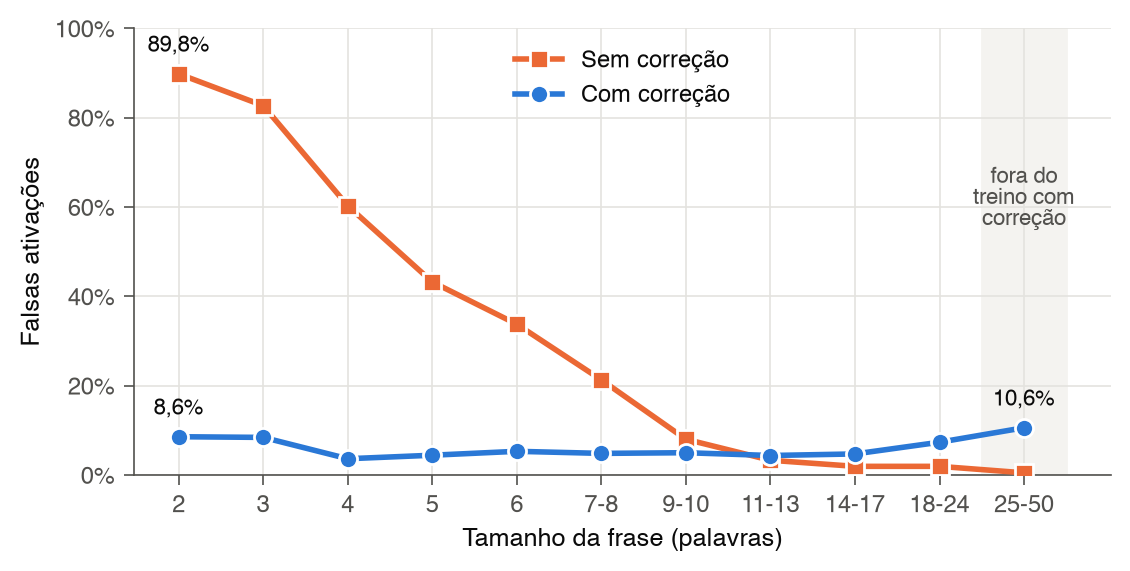 100%
89,8%
Sem correção
Com correção
80%
fora do
treino com
correção
60%
Falsas ativações
40%
20%
8,6%
10,6%
0%
2 3 4 5 6 7-8 9-10 11-13 14-17 18-24 25-50
Tamanho da frase (palavras)